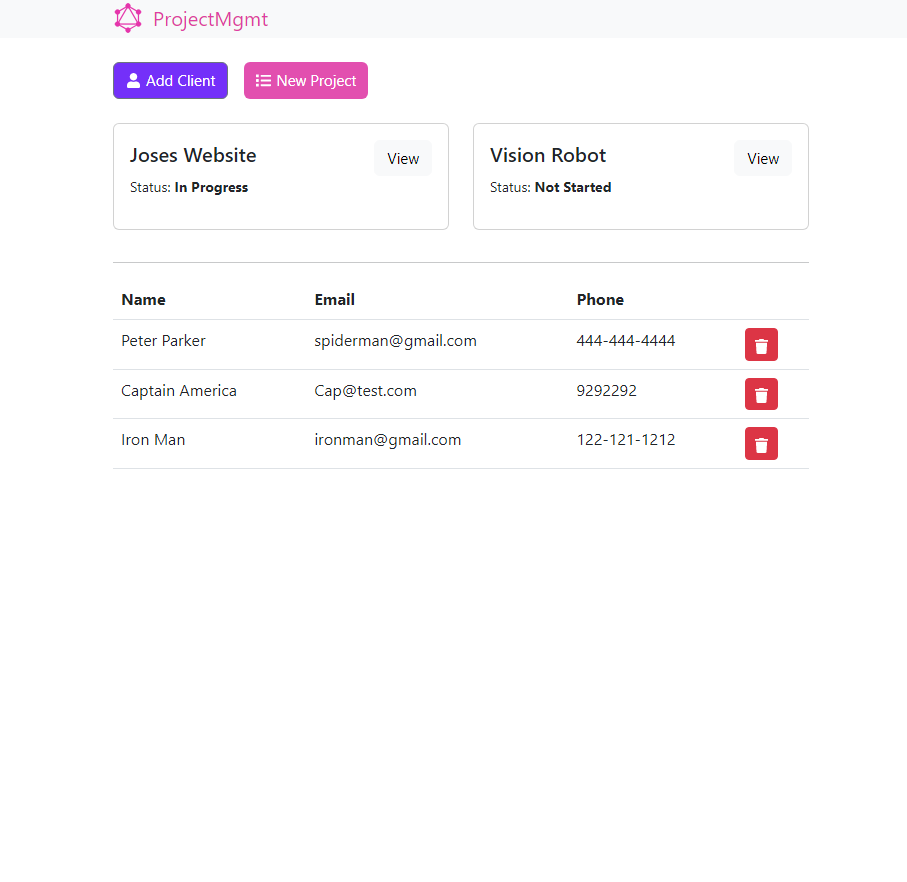 ProjectMgmt
Add Client New Project
Joses Website View
Status: In Progress
Vision Robot View
Status: Not Started
Name Email Phone
Peter Parker spiderman@gmail.com 444-444-4444
Captain America Cap@test.com 9292292
Iron Man ironman@gmail.com 122-121-1212